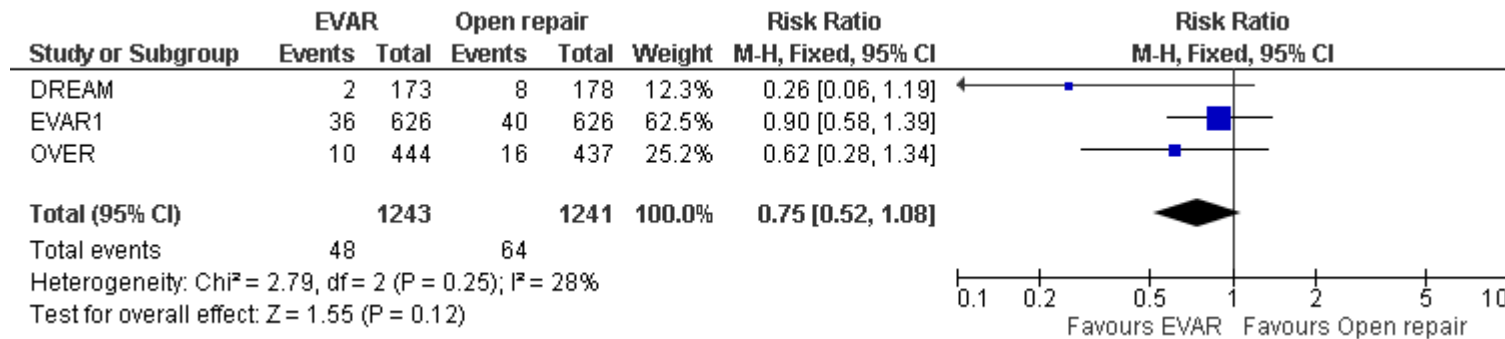 EVAR Open repair Risk Ratio Risk Ratio
Study or Subgroup Events Total Events Total Weight M-H, Fixed, 95% CI M-H, Fixed, 95% CI
DREAM 2 173 8 178 12.3% 0.26 [0.06, 1.19]
EVAR1 36 626 40 626 62.5% 0.90 [0.58, 1.39]
OVER 10 444 16 437 25.2% 0.62 [0.28, 1.34]
Total (95% CI) 1243 1241 100.0% 0.75 [0.52, 1.08]
Total events 48 64
Heterogeneity: Chi² = 2.79, df = 2 (P = 0.25); I² = 28%
Test for overall effect: Z = 1.55 (P = 0.12)
0.1 0.2 0.5 1 2 5 10
Favours EVAR Favours Open repair